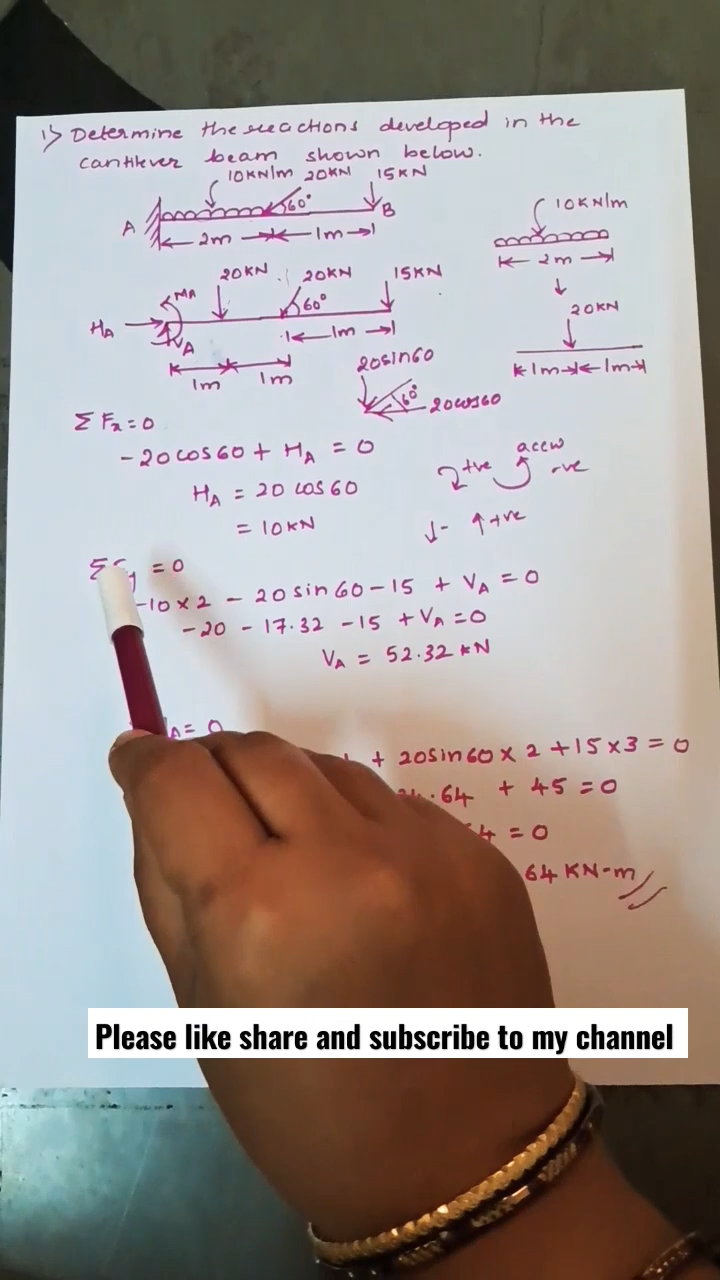 1) Determine the reactions developed in the
cantilever beam shown below.
10KN/m 20KN 15KN
60°
A B
2m 1m
10KN/m
2m
20KN
1m 1m
20KN 20KN 15KN
MA
60°
HA
VA
1m
1m 1m
20sin60
60°
20cos60
ΣFx=0
-20cos60 + HA = 0
HA = 20 cos60
= 10KN
+ve accw -ve
↓- ↑+ve
= 0
-10×2 - 20sin60-15 + VA = 0
-20 - 17.32 -15 +VA=0
VA = 52.32 KN
A= 0
+ 20sin60×2 +15×3=0
.64 + 45=0
4 = 0
64 KN-m
Please like share and subscribe to my channel